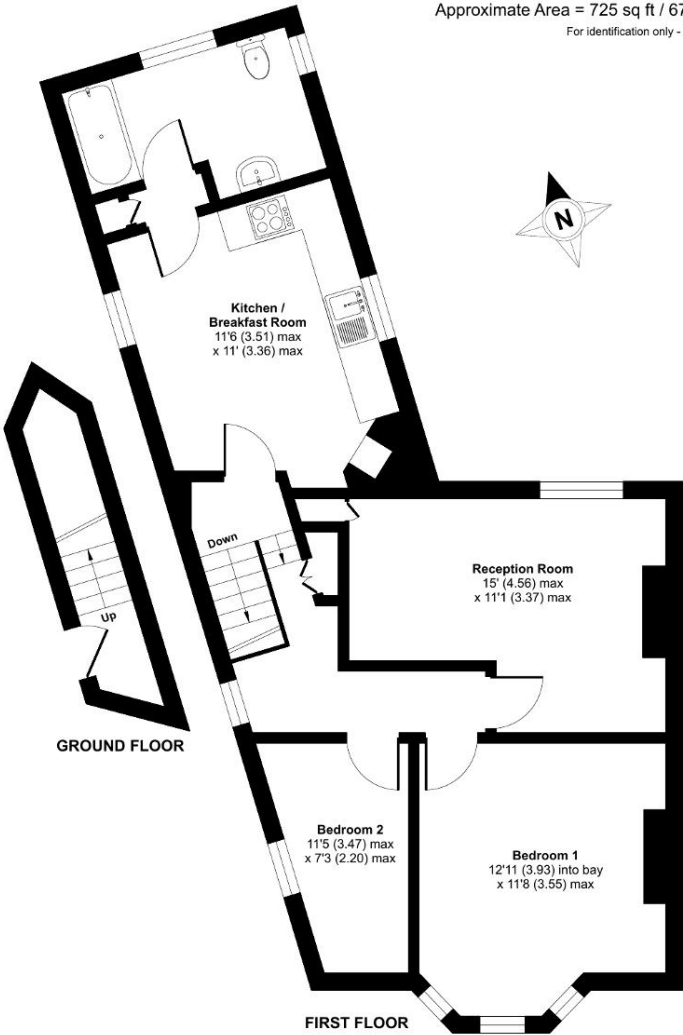 Approximate Area = 725 sq ft / 67
For identification only -
N
Kitchen /
Breakfast Room
11'6 (3.51) max
x 11' (3.36) max
Down
Reception Room
15' (4.56) max
x 11'1 (3.37) max
Up
GROUND FLOOR
Bedroom 2
11'5 (3.47) max
x 7'3 (2.20) max
Bedroom 1
12'11 (3.93) into bay
x 11'8 (3.55) max
FIRST FLOOR